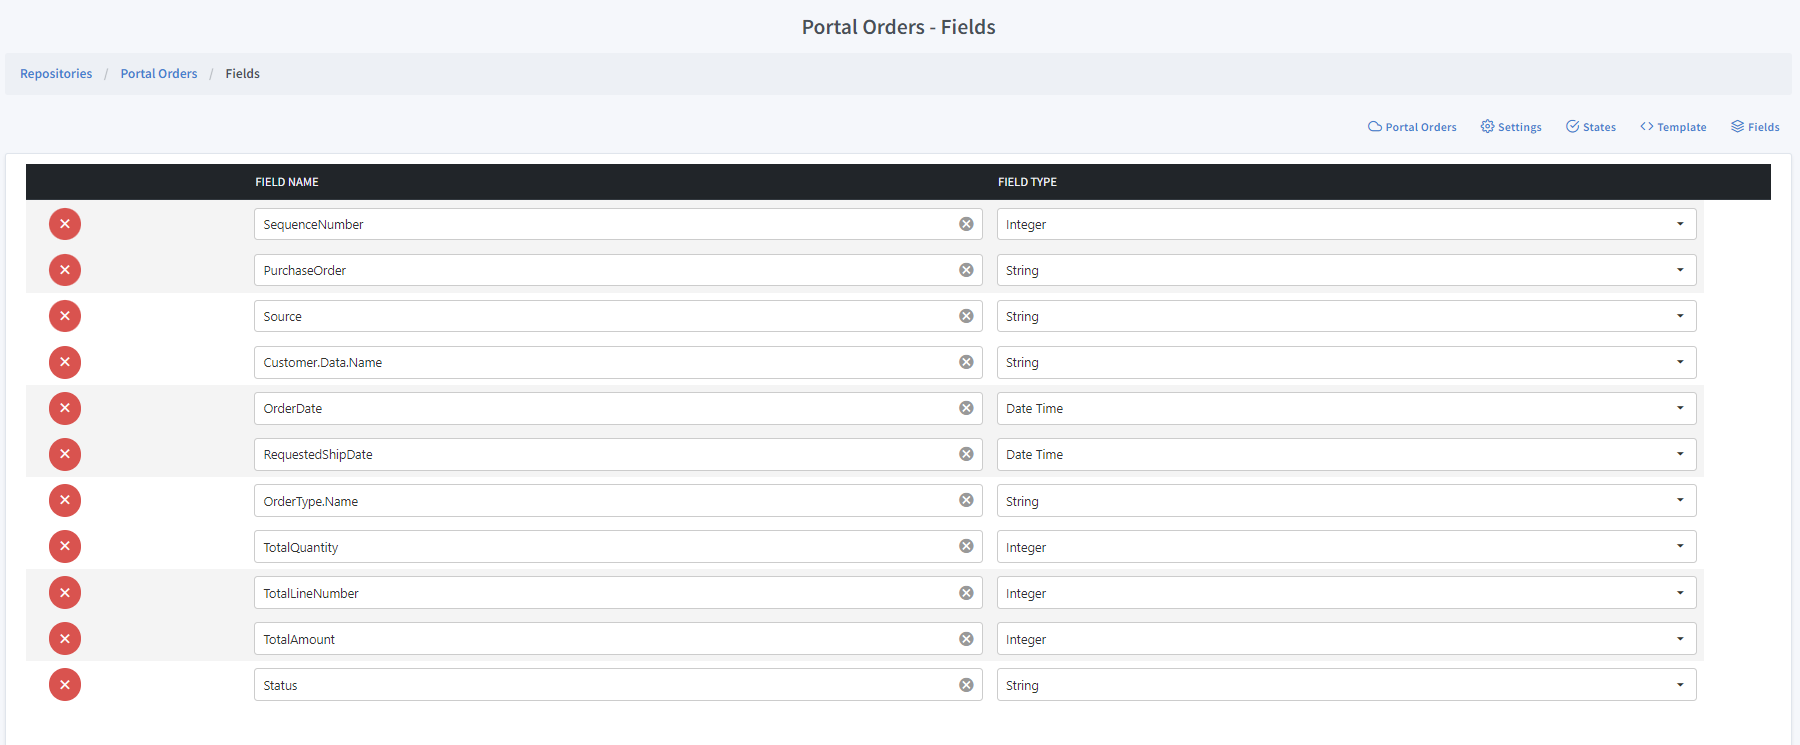 Portal Orders - Fields
Repositories / Portal Orders / Fields
Portal Orders Settings States Template Fields
FIELD NAME FIELD TYPE
SequenceNumber Integer
PurchaseOrder String
Source String
Customer.Data.Name String
OrderDate Date Time
RequestedShipDate Date Time
OrderType.Name String
TotalQuantity Integer
TotalLineNumber Integer
TotalAmount Integer
Status String